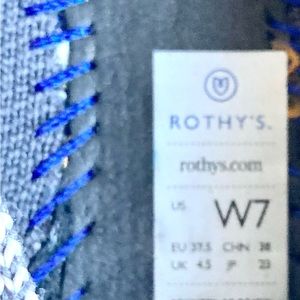 ROTHY'S.
rothys.com
US W7
EU 37.5 CHN 38
UK 4.5 JP 23